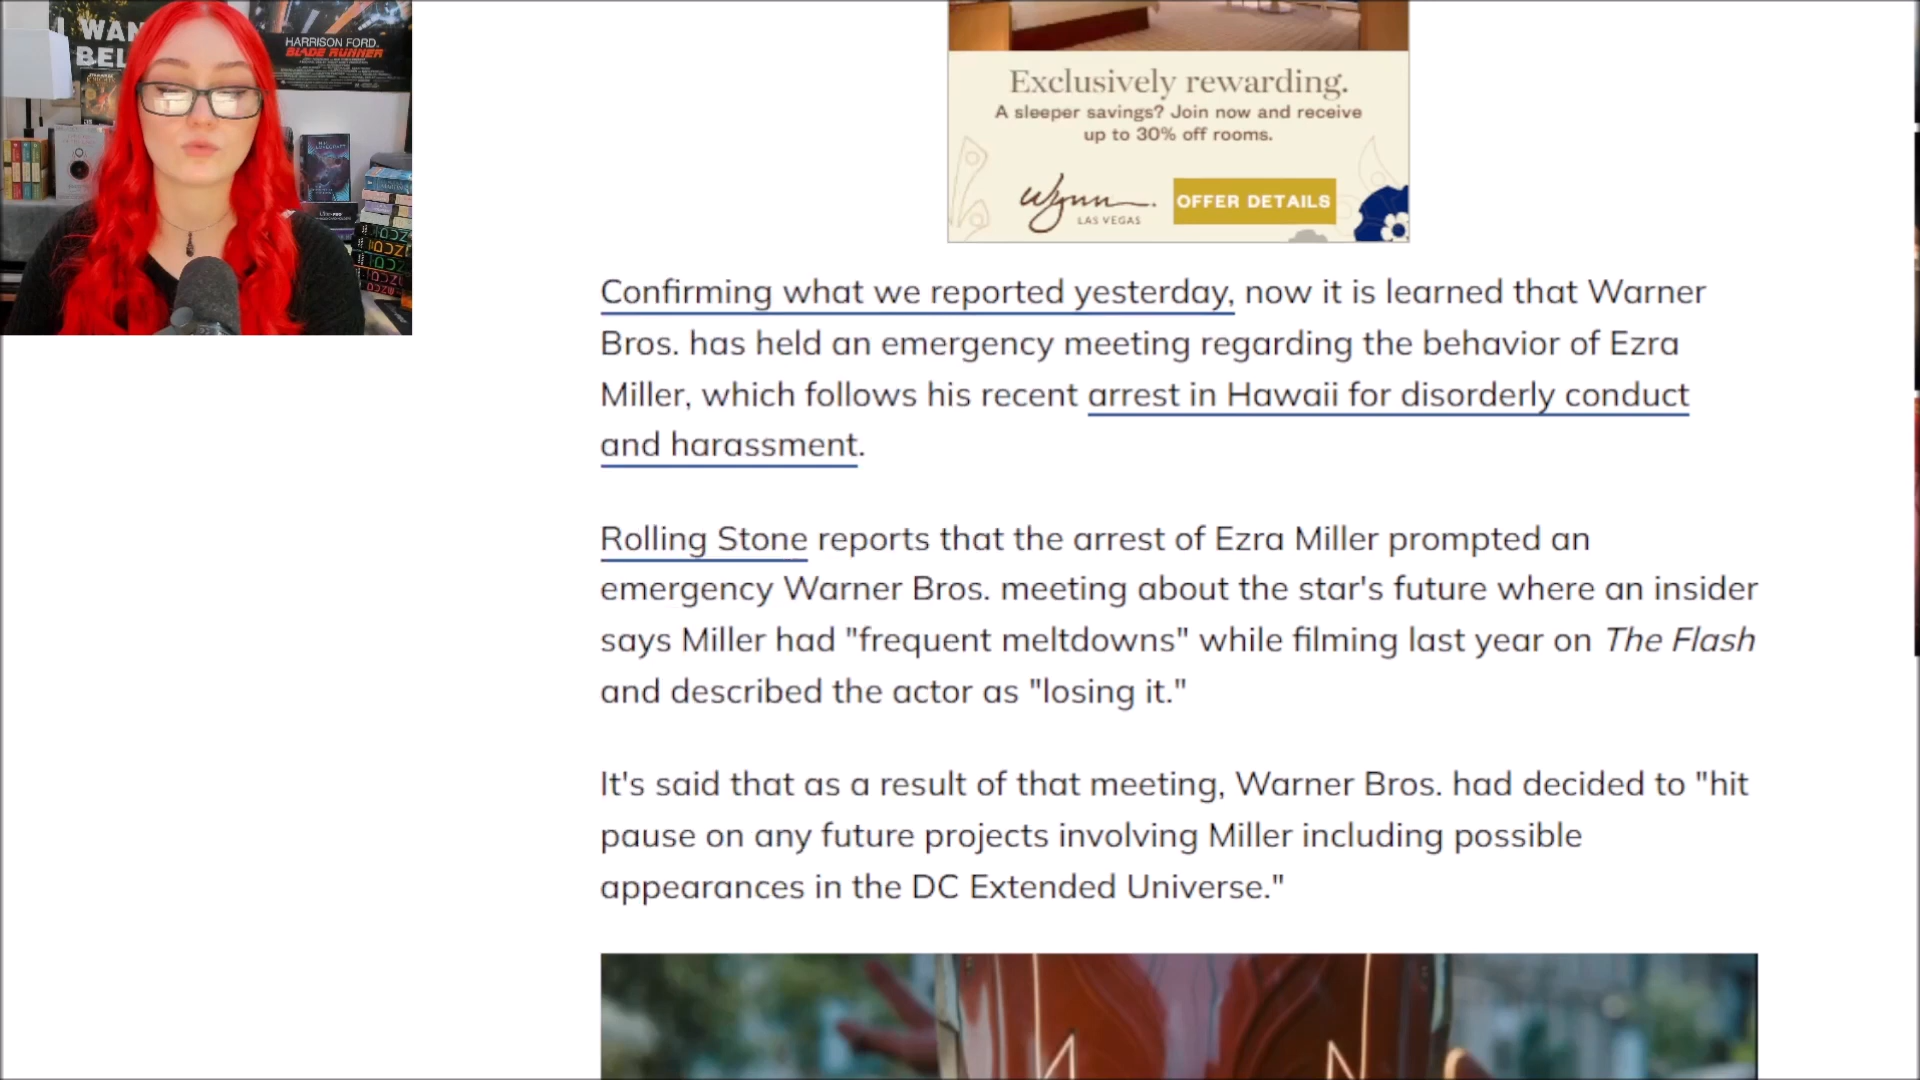 I WAN
BEL
HARRISON FORD.
BLADE RUNNER
Exclusively rewarding.
A sleeper savings? Join now and receive
up to 30% off rooms.
Wynn
LAS VEGAS
OFFER DETAILS
Confirming what we reported yesterday, now it is learned that Warner
Bros. has held an emergency meeting regarding the behavior of Ezra
Miller, which follows his recent arrest in Hawaii for disorderly conduct
and harassment.
Rolling Stone reports that the arrest of Ezra Miller prompted an
emergency Warner Bros. meeting about the star's future where an insider
says Miller had "frequent meltdowns" while filming last year on The Flash
and described the actor as "losing it."
It's said that as a result of that meeting, Warner Bros. had decided to "hit
pause on any future projects involving Miller including possible
appearances in the DC Extended Universe."